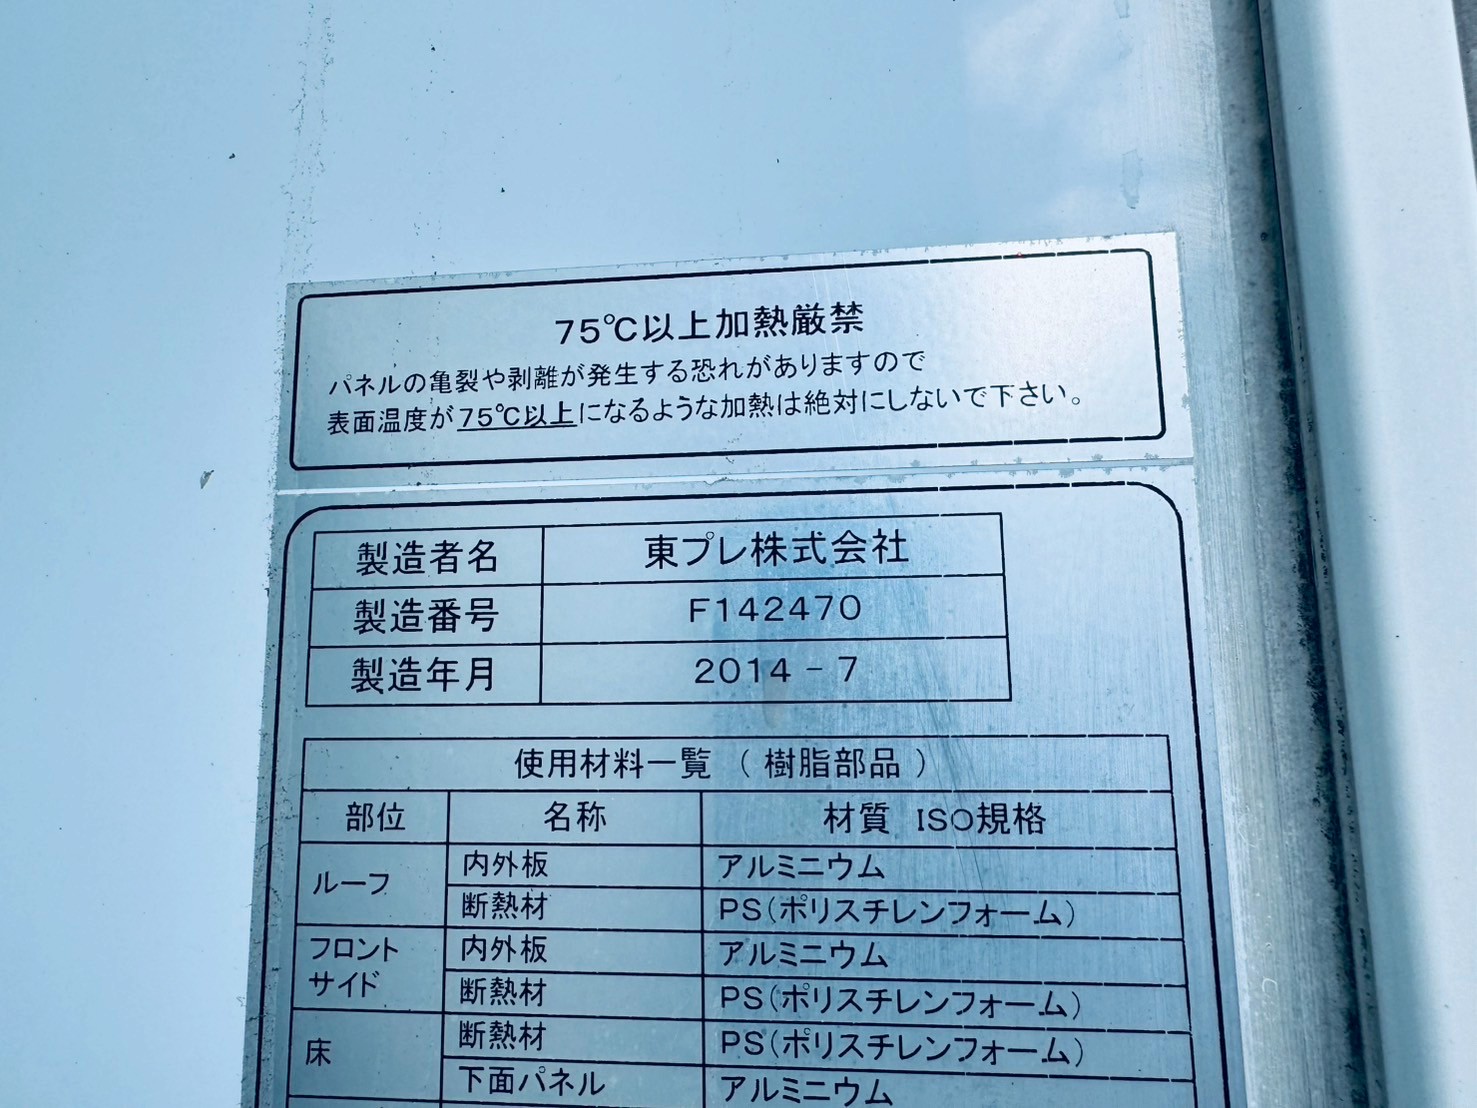 75℃以上加熱厳禁
パネルの亀裂や剥離が発生する恐れがありますので
表面温度が75℃以上になるような加熱は絶対にしないで下さい。
製造者名 東プレ株式会社
製造番号 F142470
製造年月 2014-7
使用材料一覧 (樹脂部品)
部位 名称 材質 ISO規格
ルーフ 内外板 アルミニウム
断熱材 PS(ポリスチレンフォーム)
フロントサイド 内外板 アルミニウム
断熱材 PS(ポリスチレンフォーム)
床 断熱材 PS(ポリスチレンフォーム)
下面パネル アルミニウム